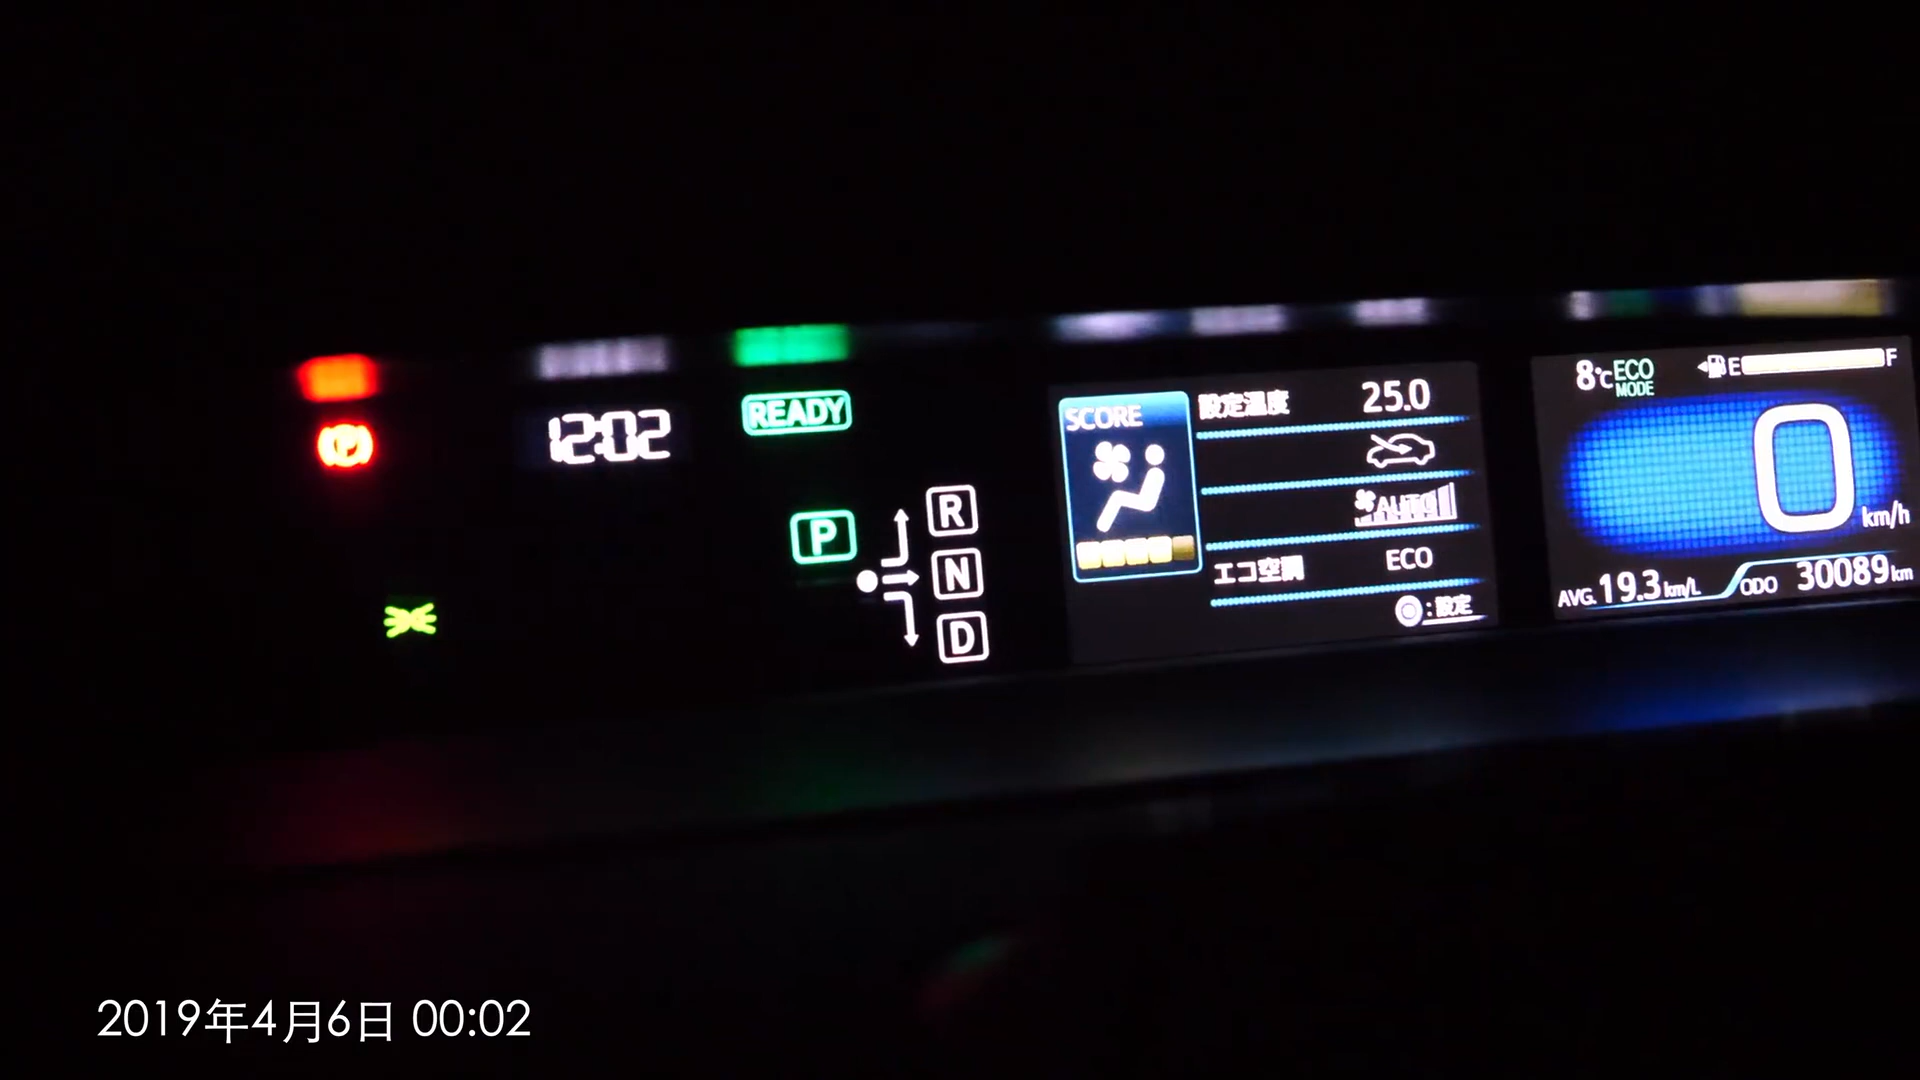 12:02
READY
P
R
N
D
SCORE
設定温度 25.0
AUTO
エコ空調 ECO
:設定
8℃ ECO MODE
E F
0 km/h
AVG. 19.3 km/L
ODO 30089 km
2019年4月6日 00:02